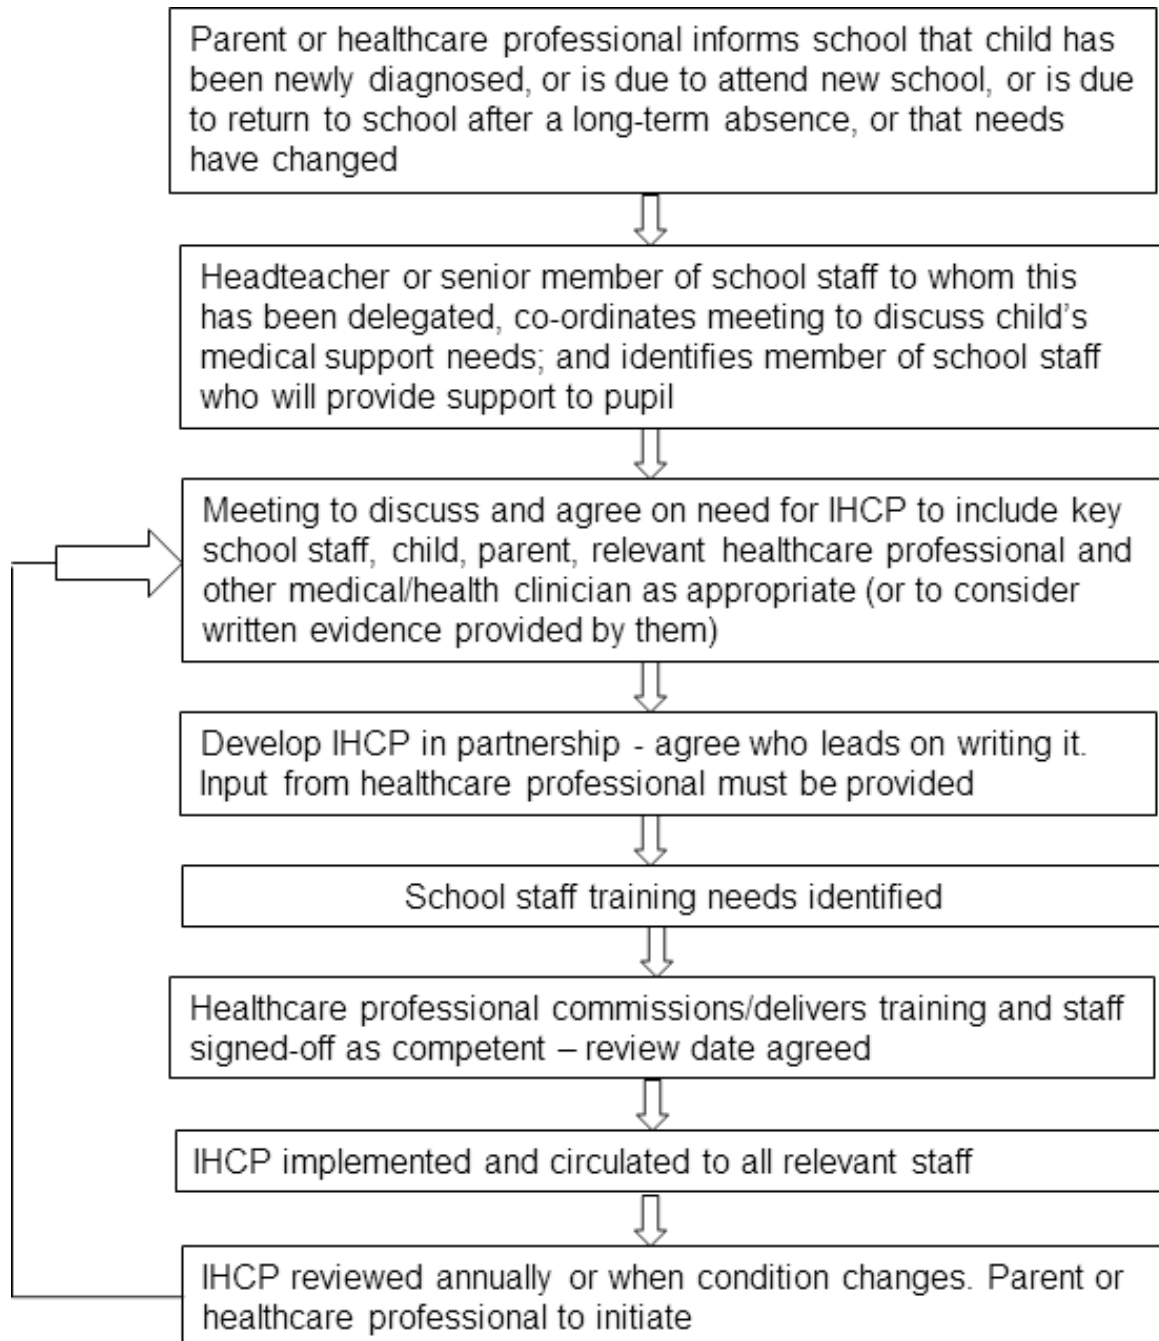 Parent or healthcare professional informs school that child has
been newly diagnosed, or is due to attend new school, or is due
to return to school after a long-term absence, or that needs
have changed
Headteacher or senior member of school staff to whom this
has been delegated, co-ordinates meeting to discuss child's
medical support needs; and identifies member of school staff
who will provide support to pupil
Meeting to discuss and agree on need for IHCP to include key
school staff, child, parent, relevant healthcare professional and
other medical/health clinician as appropriate (or to consider
written evidence provided by them)
Develop IHCP in partnership - agree who leads on writing it.
Input from healthcare professional must be provided
School staff training needs identified
Healthcare professional commissions/delivers training and staff
signed-off as competent – review date agreed
IHCP implemented and circulated to all relevant staff
IHCP reviewed annually or when condition changes. Parent or
healthcare professional to initiate